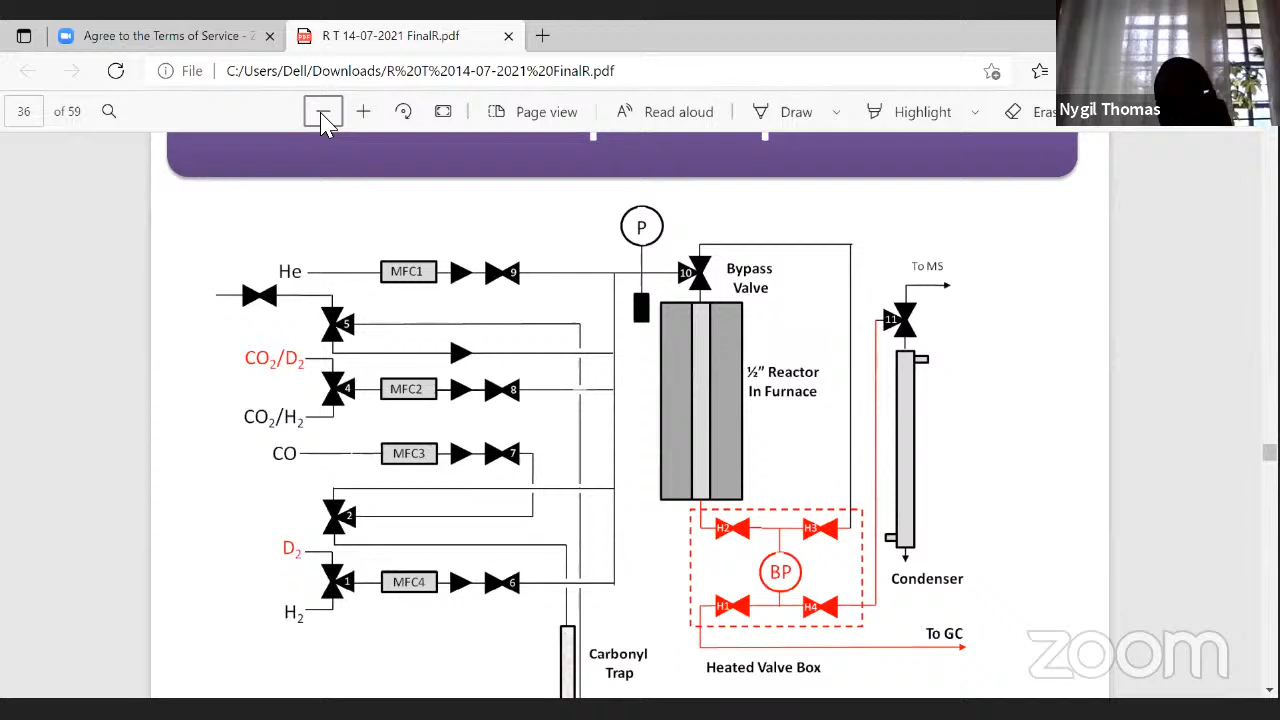 Agree to the Terms of Service - Z
R T 14-07-2021 FinalR.pdf
File
C:/Users/Dell/Downloads/R%20T%2014-07-2021%20FinalR.pdf
36 of 59
Page view
Read aloud
Draw
Highlight
Eras
Nygil Thomas
P
He
MFC1
9
10
Bypass
Valve
To MS
5
11
CO₂/D₂
4
MFC2
8
½” Reactor
In Furnace
CO₂/H₂
CO
MFC3
7
2
H2
H3
D₂
BP
1
MFC4
6
Condenser
H₂
H1
H4
To GC
Carbonyl
Trap
Heated Valve Box
zoom